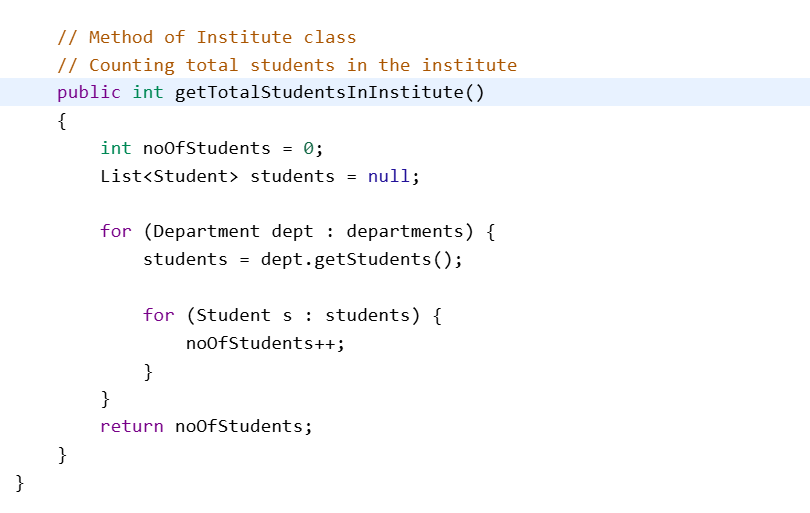 // Method of Institute class
// Counting total students in the institute
public int getTotalStudentsInInstitute()
{
int noOfStudents = 0;
List<Student> students = null;
for (Department dept : departments) {
students = dept.getStudents();
for (Student s : students) {
noOfStudents++;
}
}
return noOfStudents;
}
}